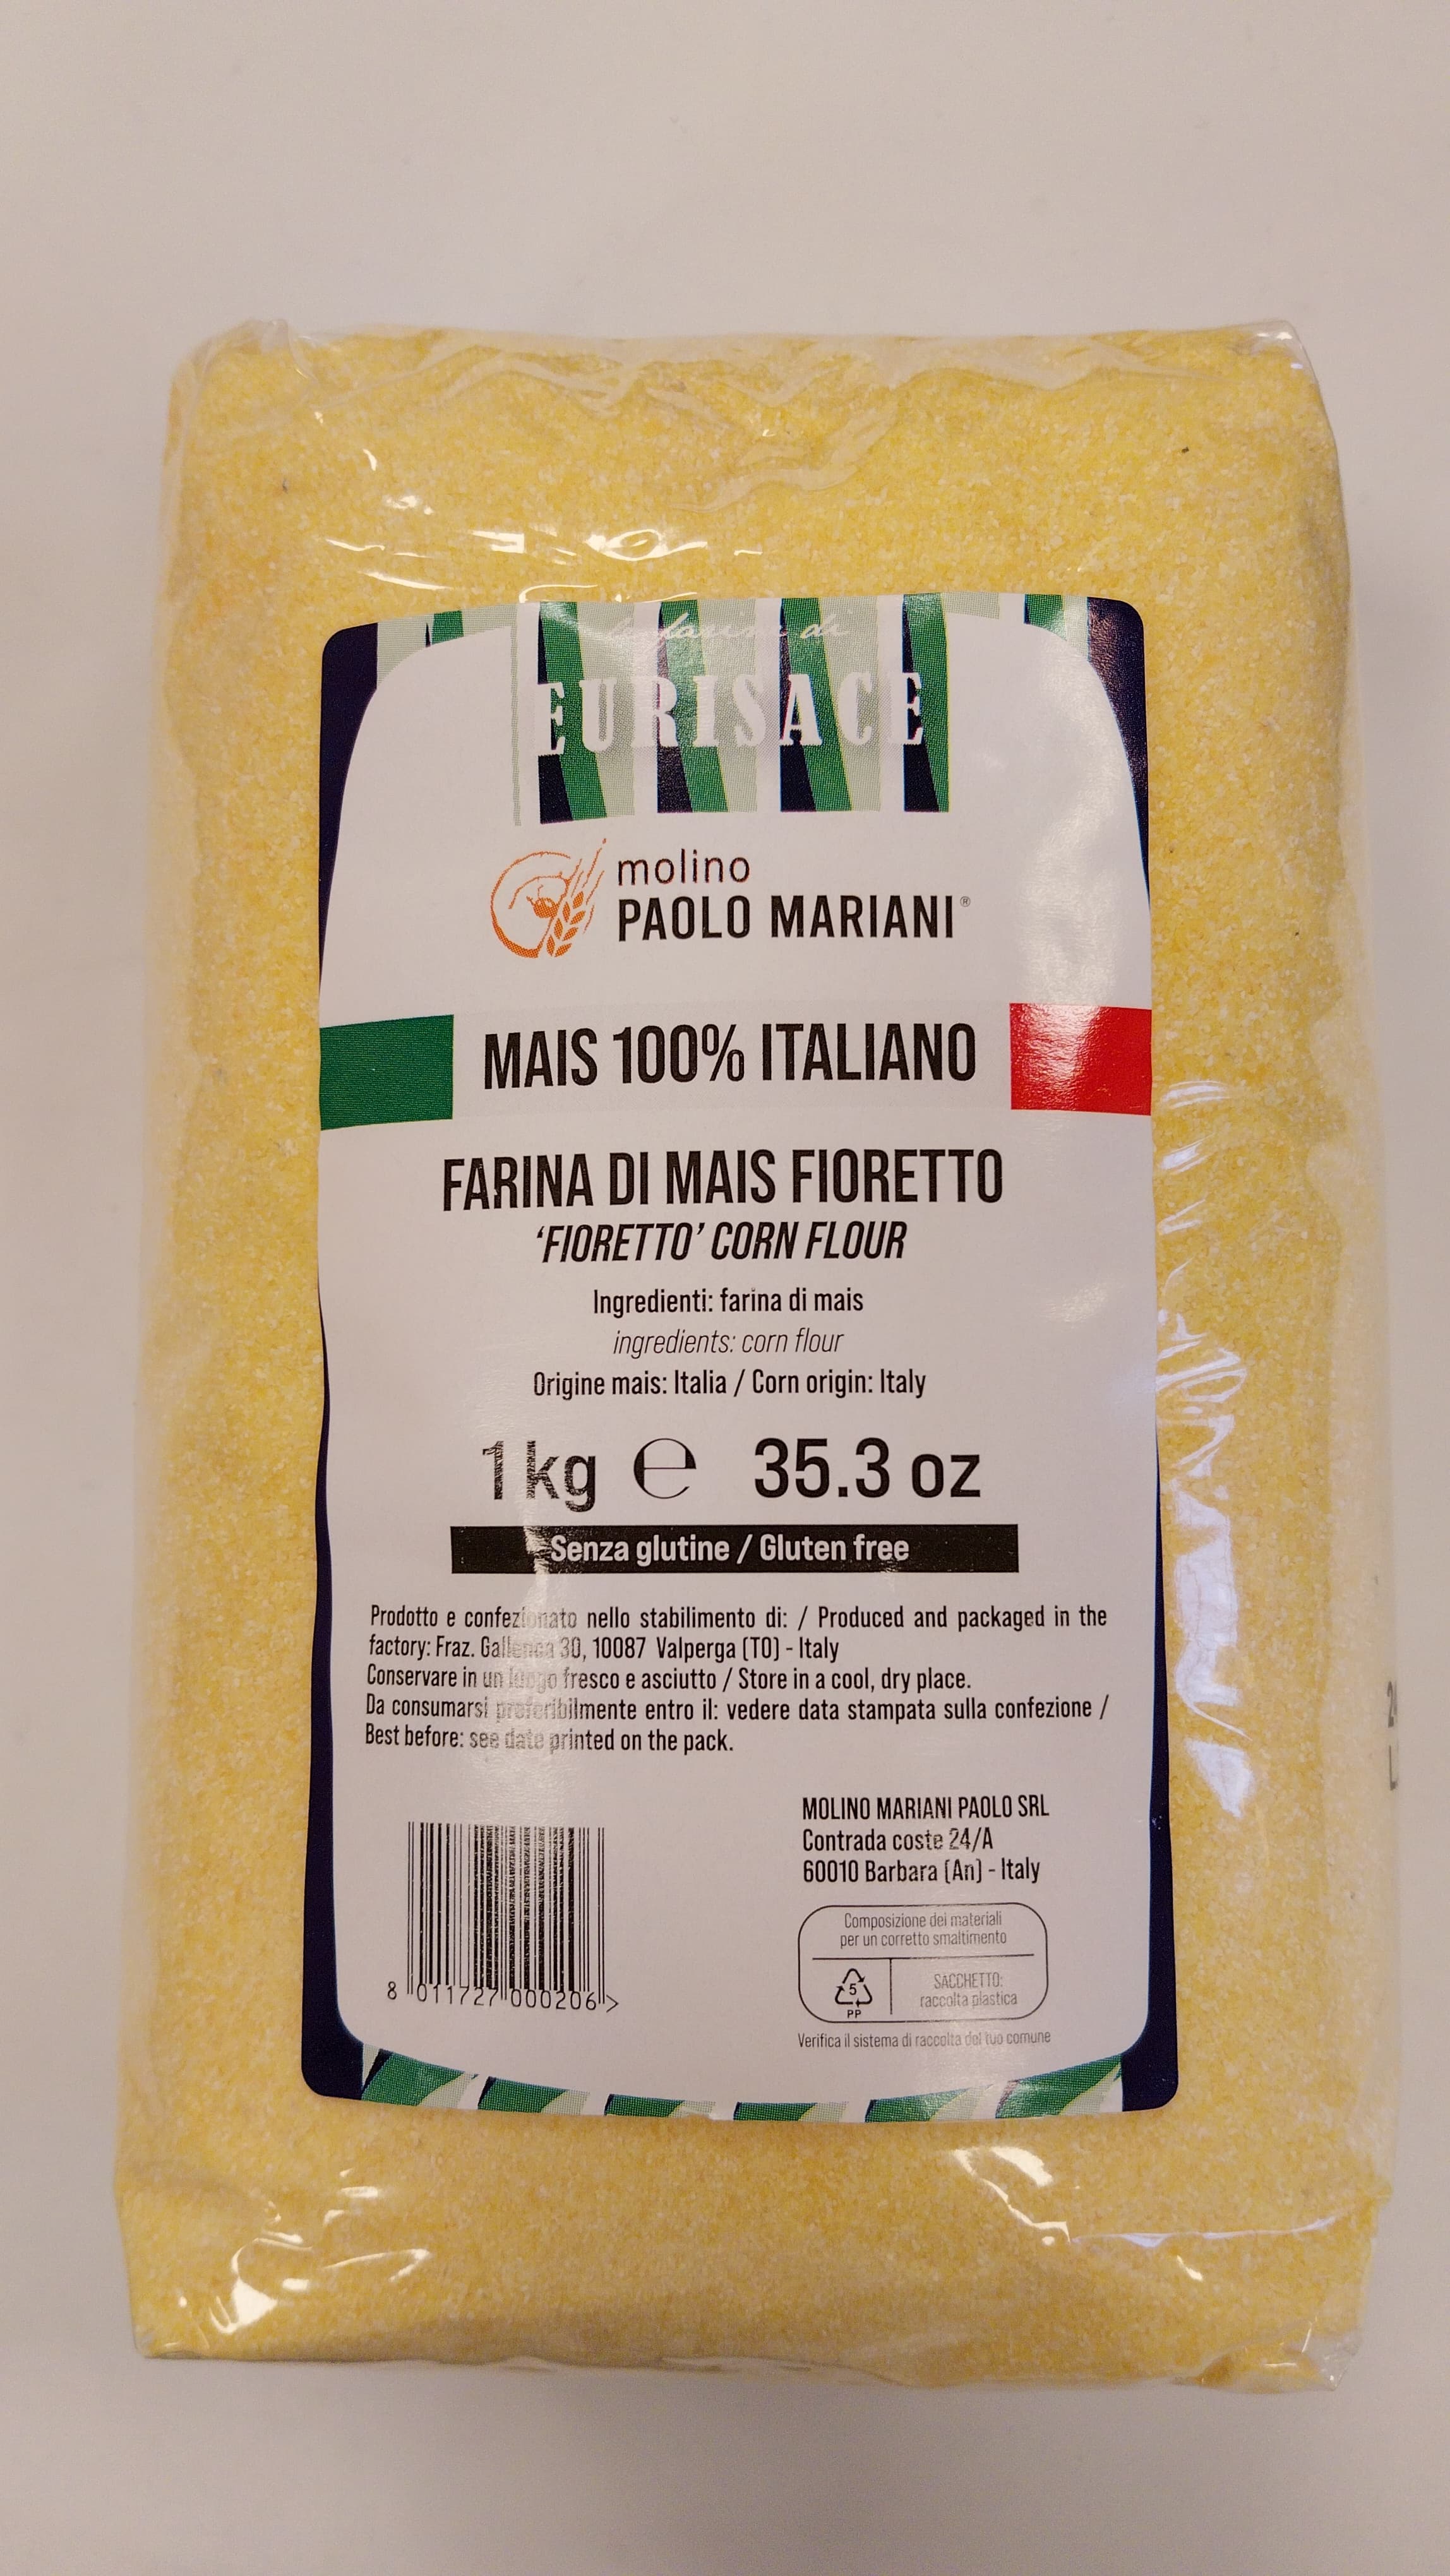 le farine di
EURISACE
molino
PAOLO MARIANI®
MAIS 100% ITALIANO
FARINA DI MAIS FIORETTO
‘FIORETTO’ CORN FLOUR
Ingredienti: farina di mais
ingredients: corn flour
Origine mais: Italia / Corn origin: Italy
1 kg ℮ 35.3 oz
Senza glutine / Gluten free
Prodotto e confezionato nello stabilimento di: / Produced and packaged in the
factory: Fraz. Gallenca 30, 10087 Valperga (TO) - Italy
Conservare in un luogo fresco e asciutto / Store in a cool, dry place.
Da consumarsi preferibilmente entro il: vedere data stampata sulla confezione /
Best before: see date printed on the pack.
MOLINO MARIANI PAOLO SRL
Contrada coste 24/A
60010 Barbara (An) - Italy
Composizione dei materiali
per un corretto smaltimento
5
PP
SACCHETTO:
raccolta plastica
Verifica il sistema di raccolta del tuo comune
8 011727 000206 >